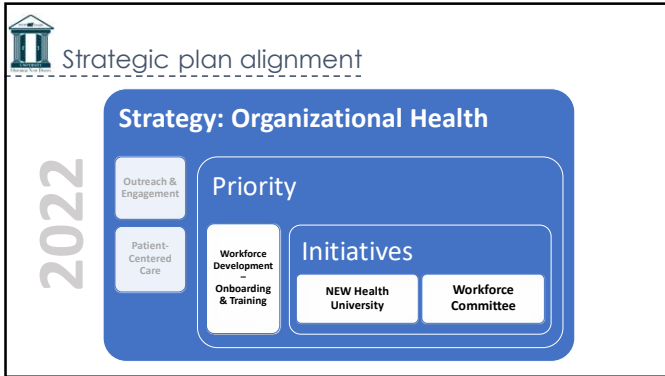 UNIVERSITY
Strategic plan alignment
2022
Strategy: Organizational Health
Outreach &
Engagement
Patient-
Centered
Care
Priority
Workforce
Development
–
Onboarding
& Training
Initiatives
NEW Health
University
Workforce
Committee